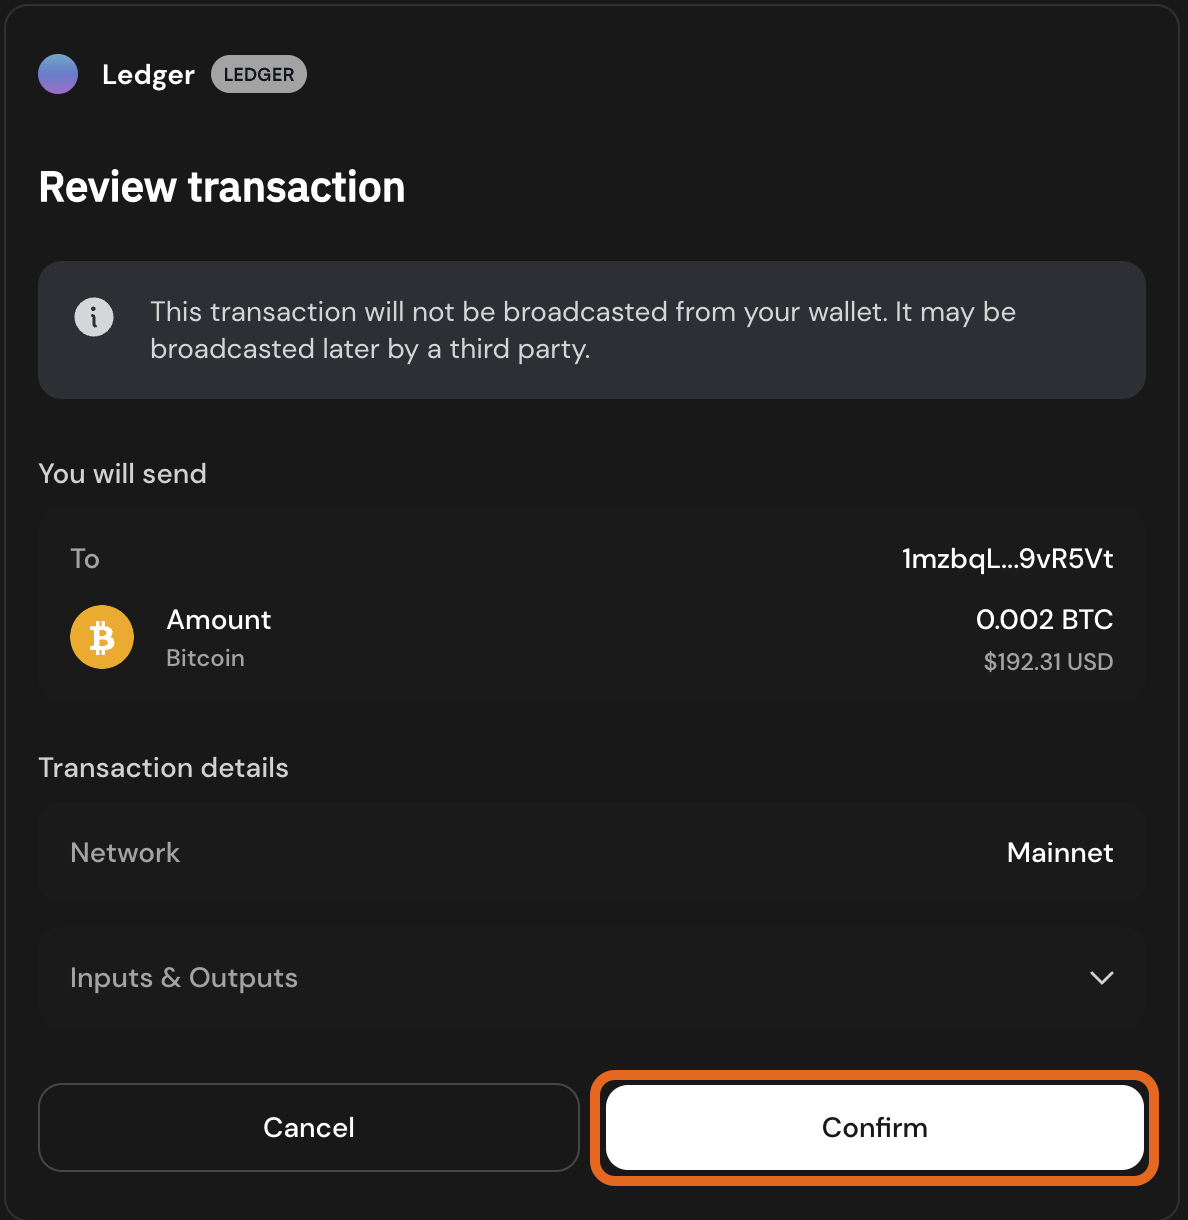 Ledger LEDGER
Review transaction
This transaction will not be broadcasted from your wallet. It may be
broadcasted later by a third party.
You will send
To 1mzbqL...9vR5Vt
Amount 0.002 BTC
Bitcoin $192.31 USD
Transaction details
Network Mainnet
Inputs & Outputs
Cancel Confirm